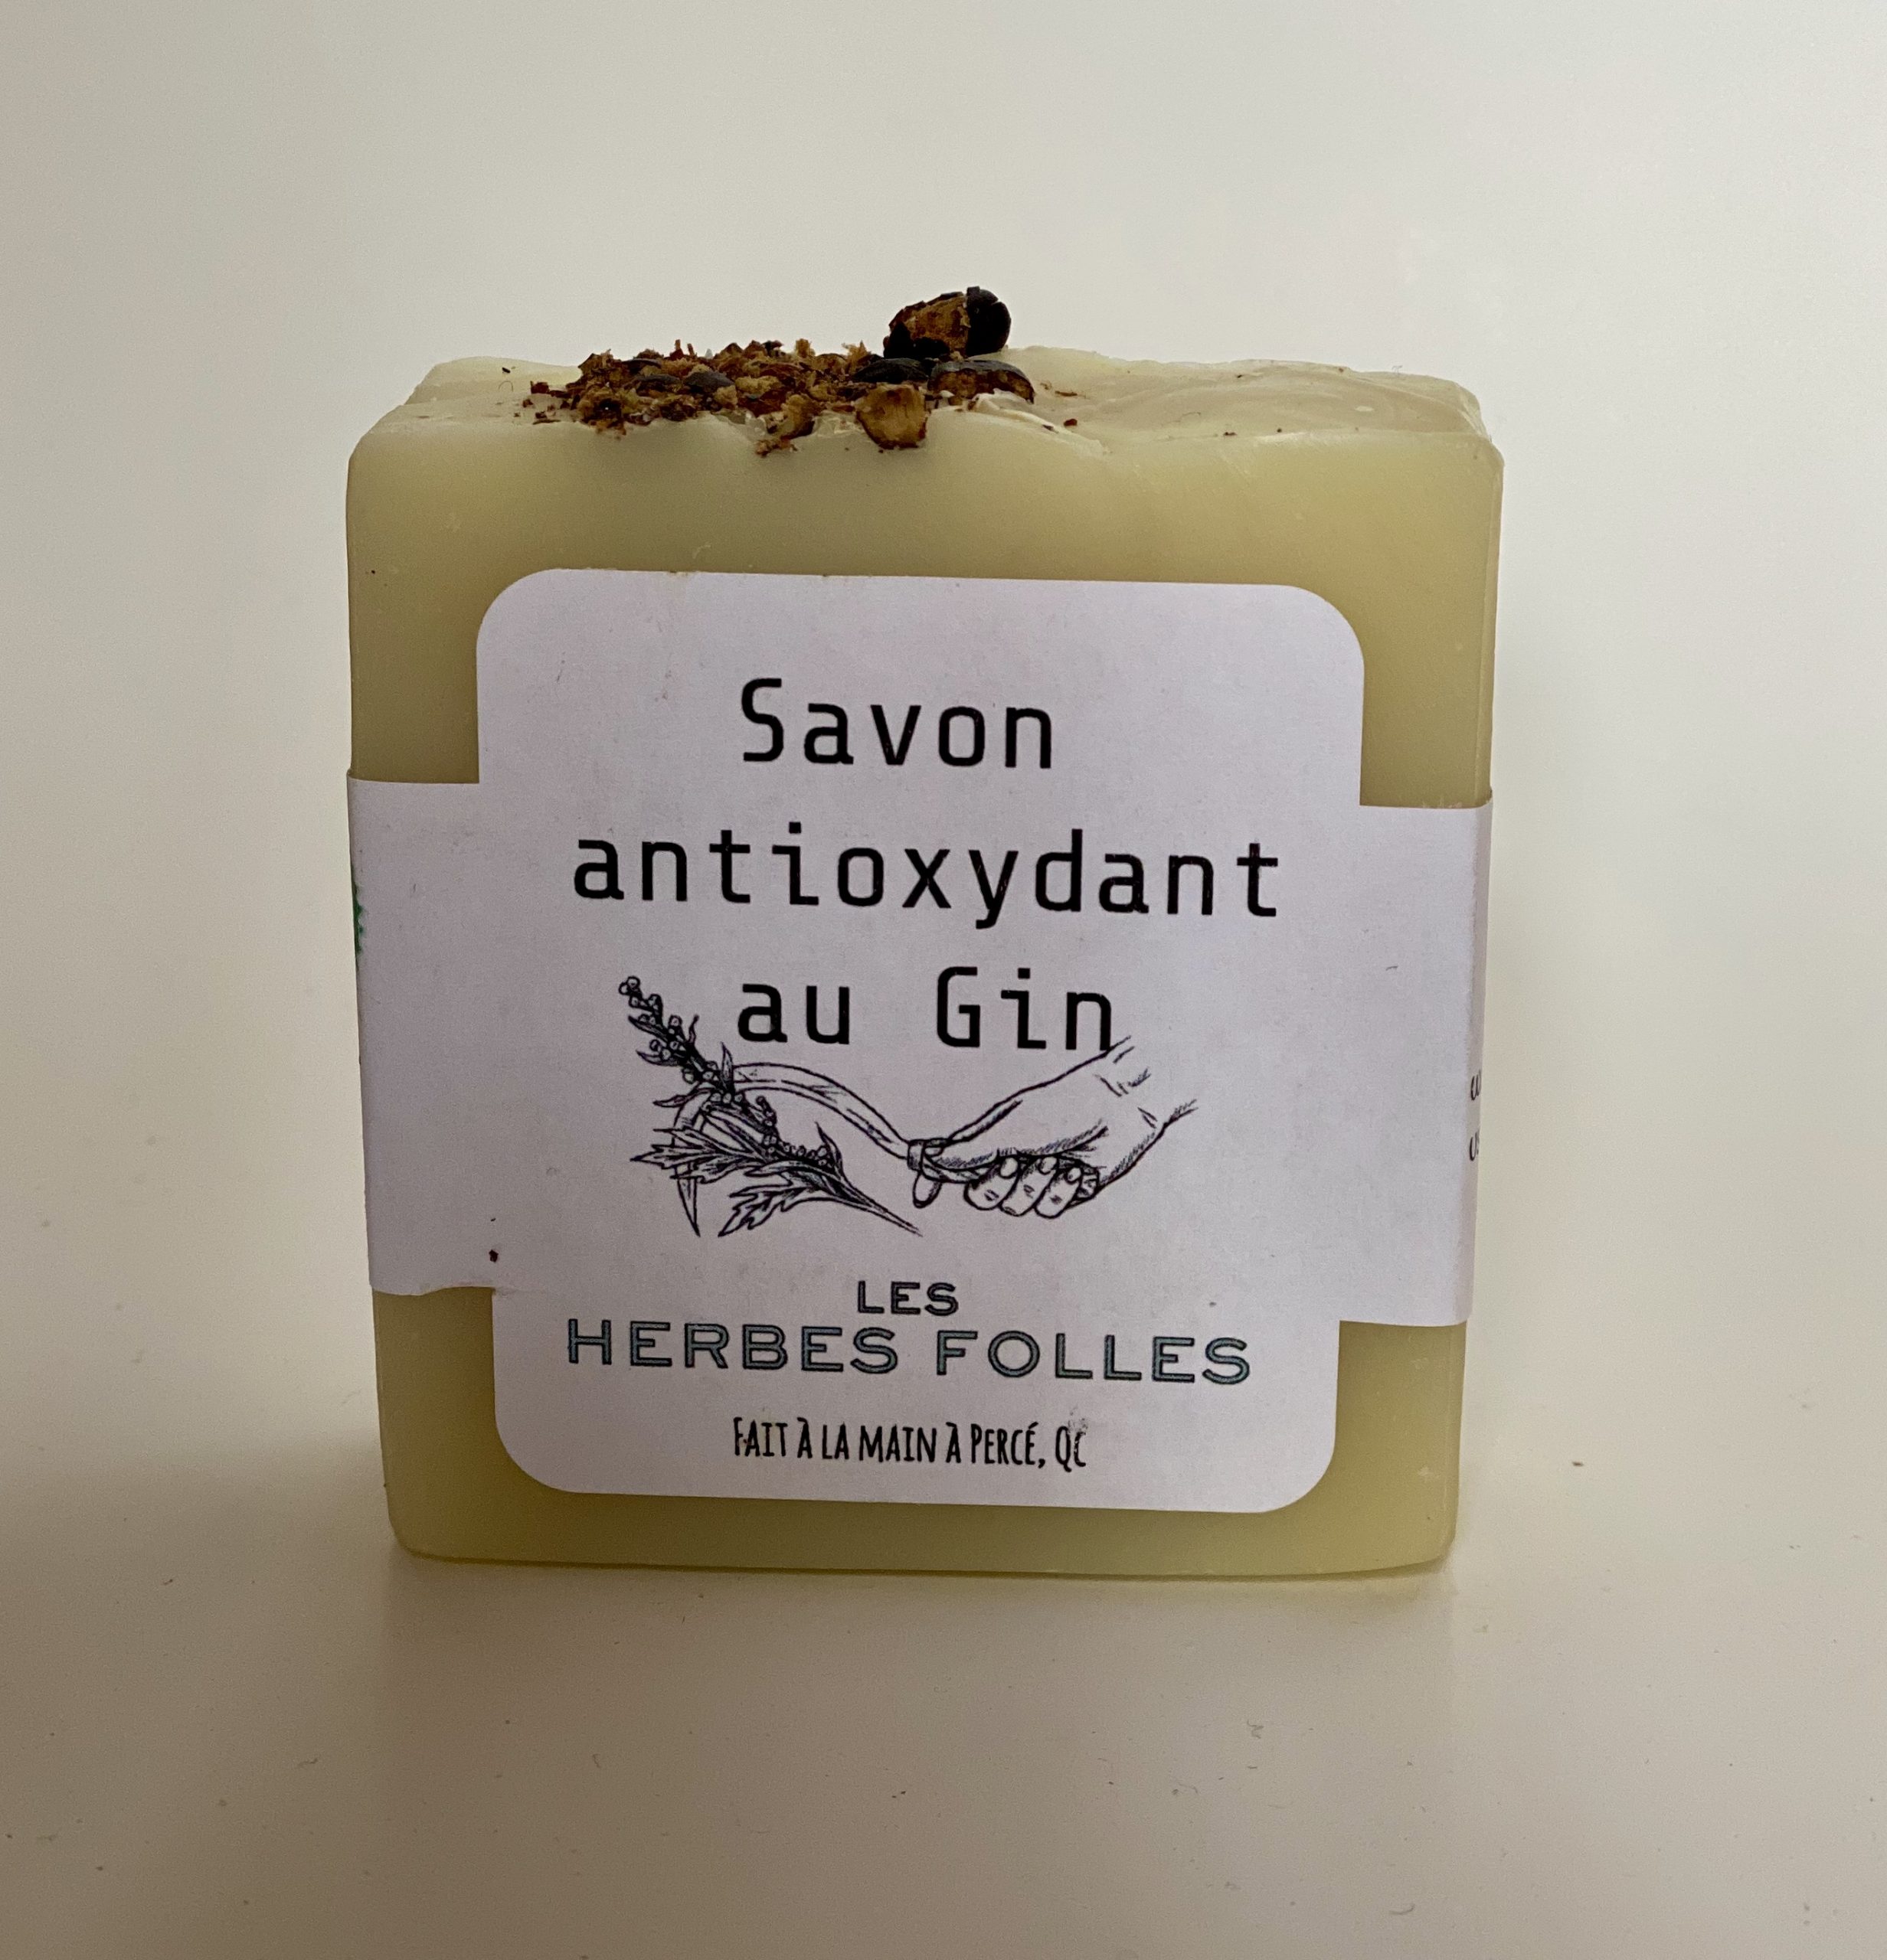 Savon
antioxydant
au Gin
LES
HERBES FOLLES
FAIT À LA MAIN À PERCÉ, QC